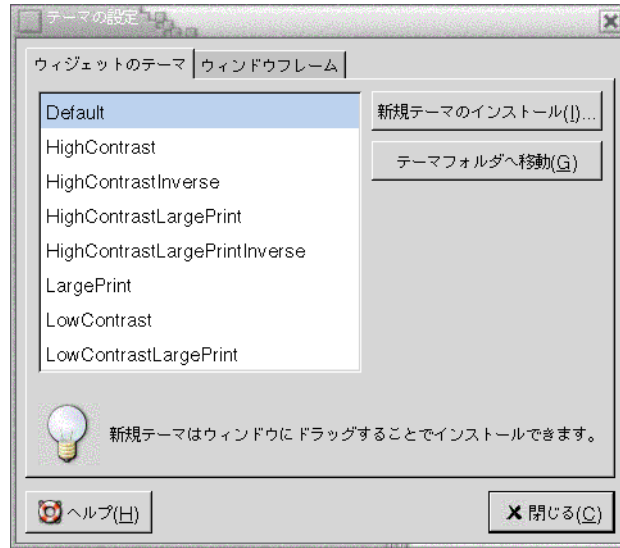 テーマの設定
ウィジェットのテーマ ウィンドウフレーム
Default
HighContrast
HighContrastInverse
HighContrastLargePrint
HighContrastLargePrintInverse
LargePrint
LowContrast
LowContrastLargePrint
新規テーマのインストール(I)...
テーマフォルダへ移動(G)
新規テーマはウィンドウにドラッグすることでインストールできます。
ヘルプ(H)
閉じる(C)